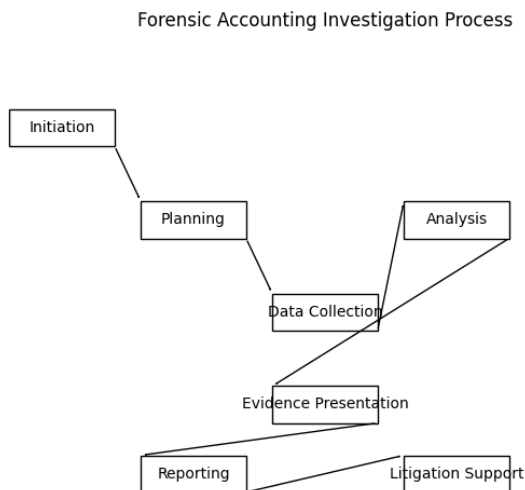 Forensic Accounting Investigation Process
Initiation
Planning
Analysis
Data Collection
Evidence Presentation
Reporting
Litigation Support